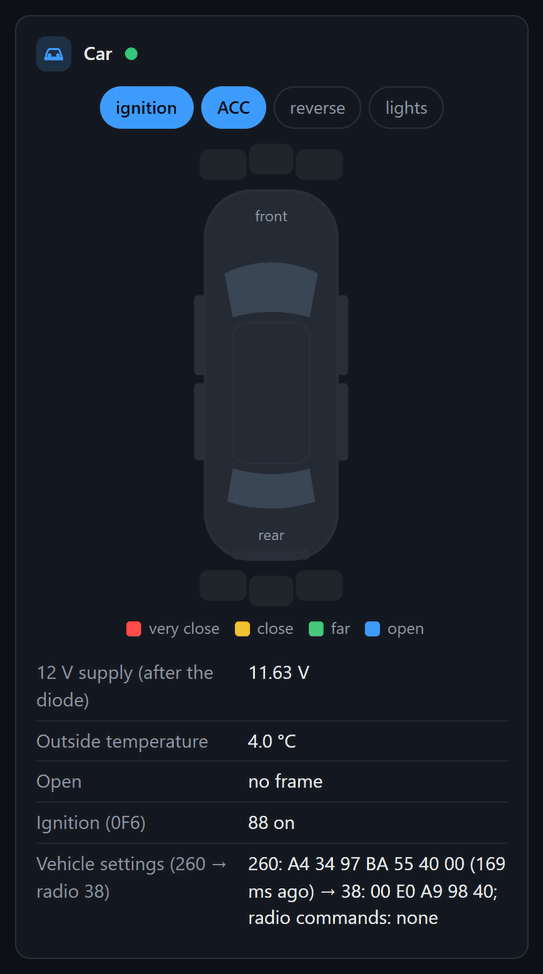 Car
ignition ACC reverse lights
front
rear
very close close far open
12 V supply (after the diode) 11.63 V
Outside temperature 4.0 °C
Open no frame
Ignition (0F6) 88 on
Vehicle settings (260 → radio 38) 260: A4 34 97 BA 55 40 00 (169 ms ago) → 38: 00 E0 A9 98 40; radio commands: none